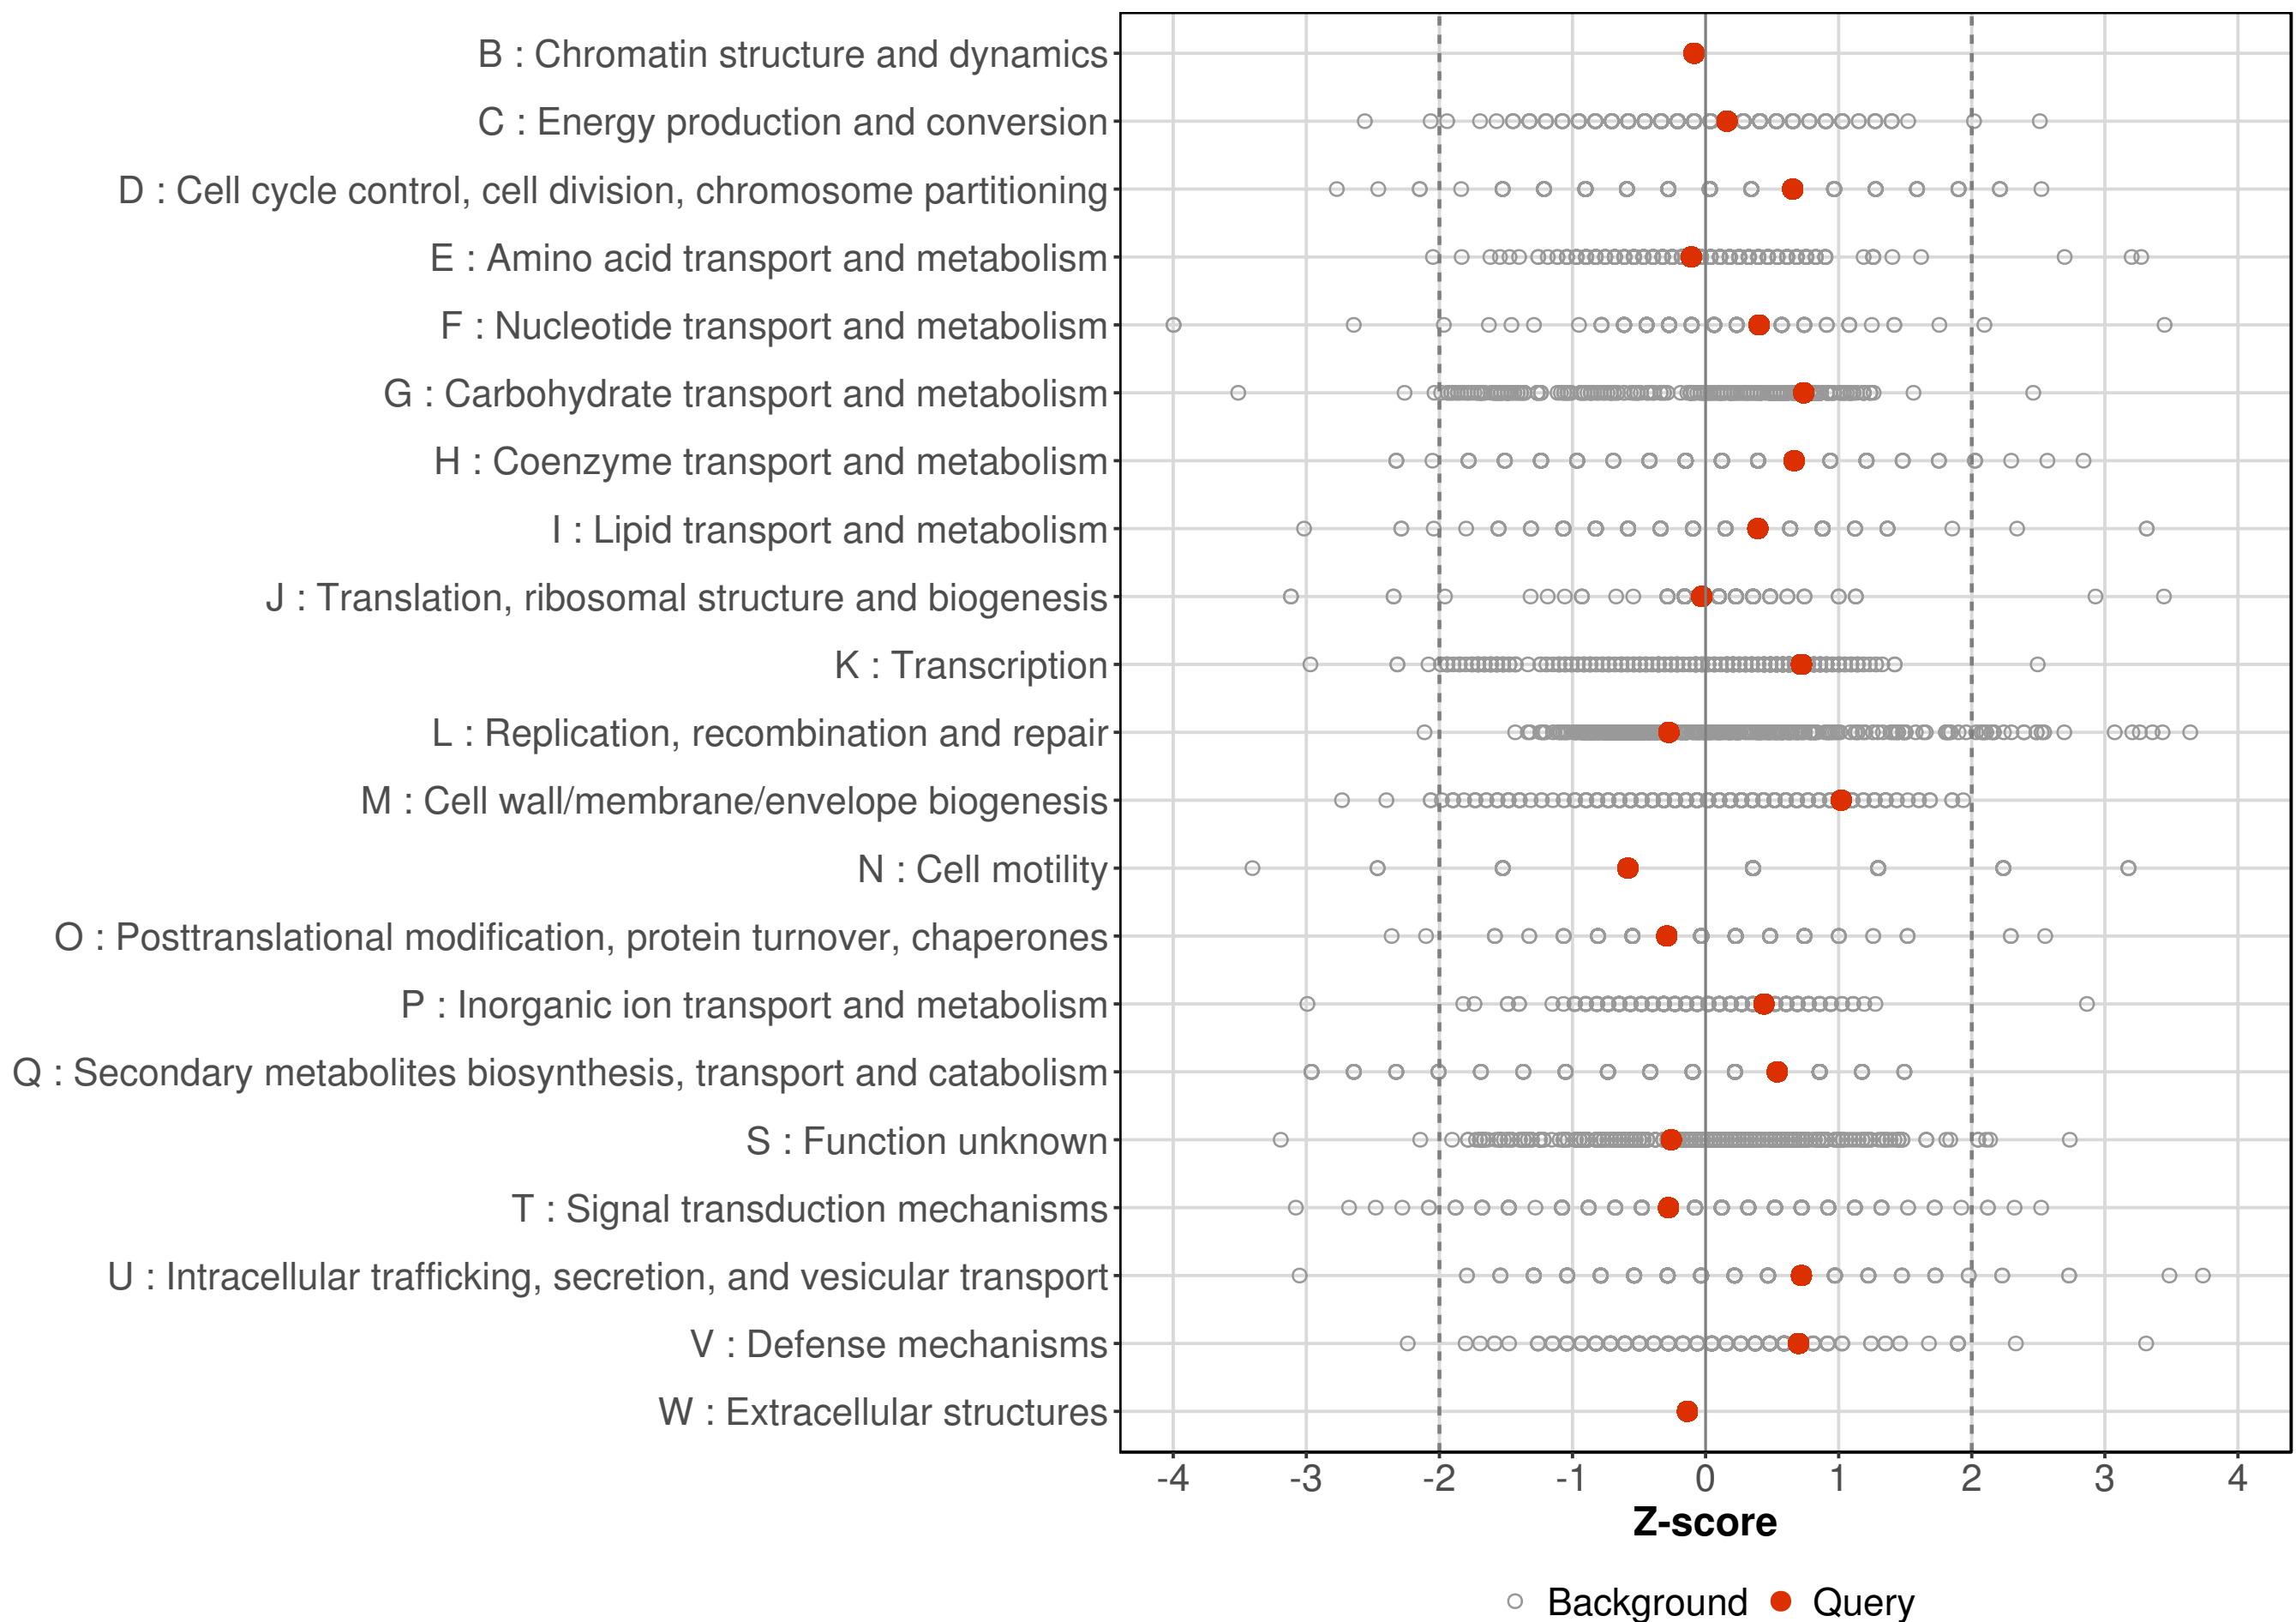 B : Chromatin structure and dynamics
C : Energy production and conversion
D : Cell cycle control, cell division, chromosome partitioning
E : Amino acid transport and metabolism
F : Nucleotide transport and metabolism
G : Carbohydrate transport and metabolism
H : Coenzyme transport and metabolism
I : Lipid transport and metabolism
J : Translation, ribosomal structure and biogenesis
K : Transcription
L : Replication, recombination and repair
M : Cell wall/membrane/envelope biogenesis
N : Cell motility
O : Posttranslational modification, protein turnover, chaperones
P : Inorganic ion transport and metabolism
Q : Secondary metabolites biosynthesis, transport and catabolism
S : Function unknown
T : Signal transduction mechanisms
U : Intracellular trafficking, secretion, and vesicular transport
V : Defense mechanisms
W : Extracellular structures
-4 -3 -2 -1 0 1 2 3 4
Z-score
Background Query